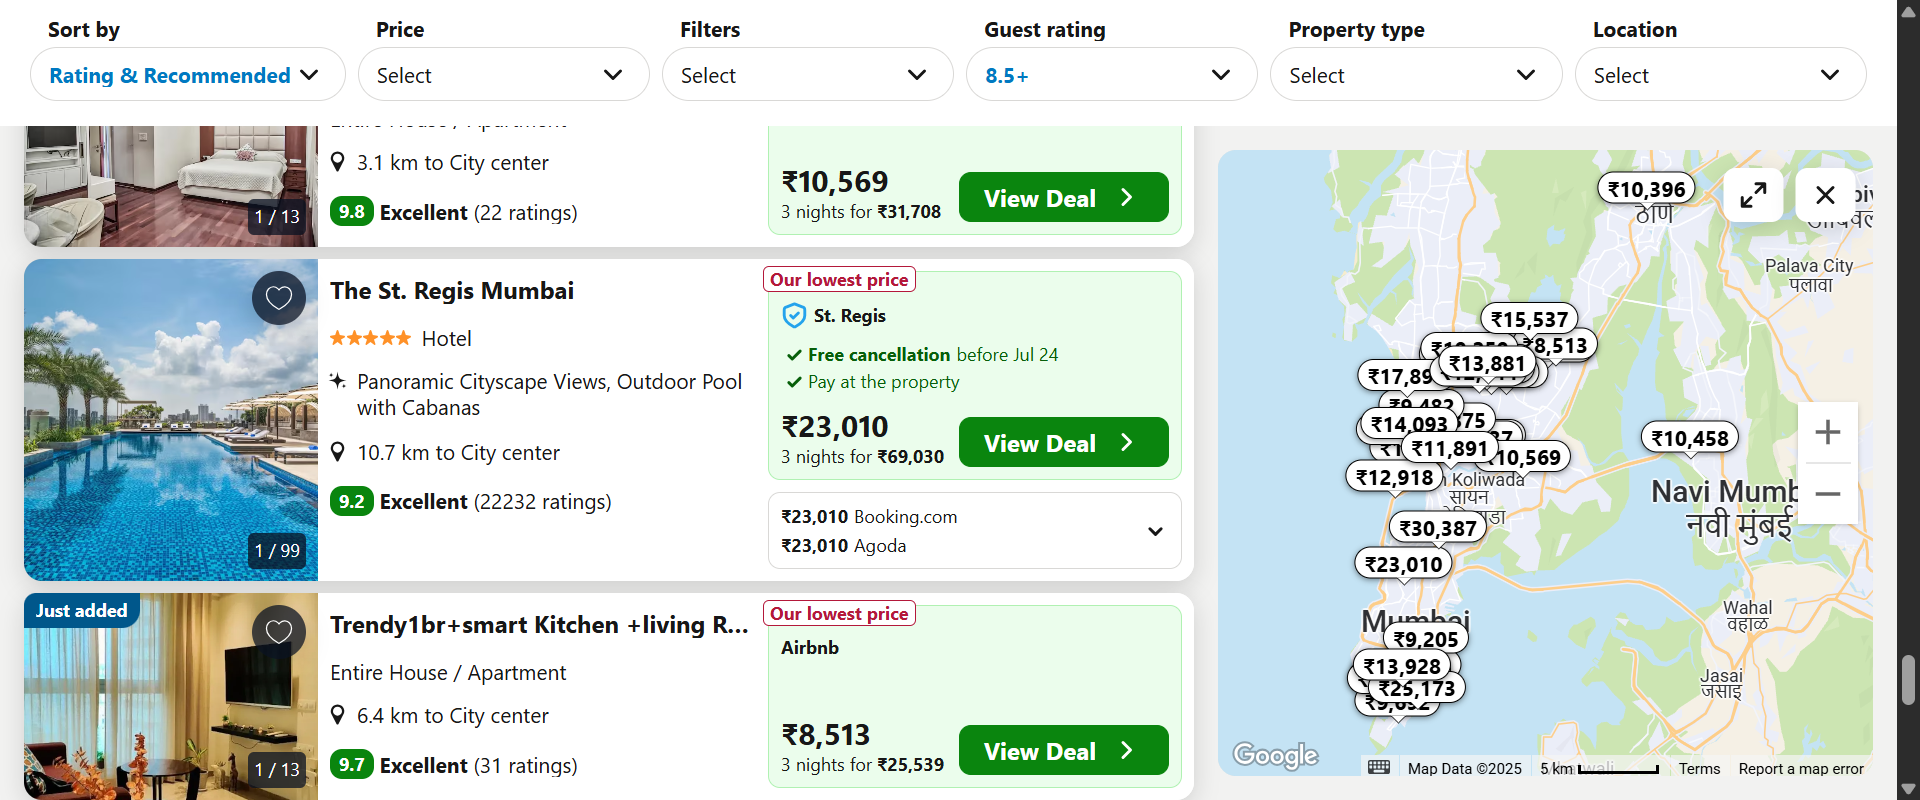 Sort by
Rating & Recommended
Price
Select
Filters
Select
Guest rating
8.5+
Property type
Select
Location
Select
3.1 km to City center
9.8 Excellent (22 ratings)
1 / 13
₹10,569
3 nights for ₹31,708
View Deal
The St. Regis Mumbai
Hotel
Panoramic Cityscape Views, Outdoor Pool
with Cabanas
10.7 km to City center
9.2 Excellent (22232 ratings)
1 / 99
Our lowest price
St. Regis
Free cancellation before Jul 24
Pay at the property
₹23,010
3 nights for ₹69,030
View Deal
₹23,010 Booking.com
₹23,010 Agoda
Just added
Trendy1br+smart Kitchen +living R...
Entire House / Apartment
6.4 km to City center
9.7 Excellent (31 ratings)
1 / 13
Our lowest price
Airbnb
₹8,513
3 nights for ₹25,539
View Deal
₹10,396
ठाणे
Palava City
पलावा
₹15,537
₹8,513
₹13,881
₹17,89
₹9,482
₹14,093
₹11,891
₹10,569
₹12,918
Koliwada
सायन
₹10,458
Navi Mumb
नवी मुंबई
₹30,387
₹23,010
Mumbai
₹9,205
₹13,928
₹25,173
Wahal
वहाळ
Jasai
जसाई
Google
Map Data ©2025
5 km
Terms
Report a map error